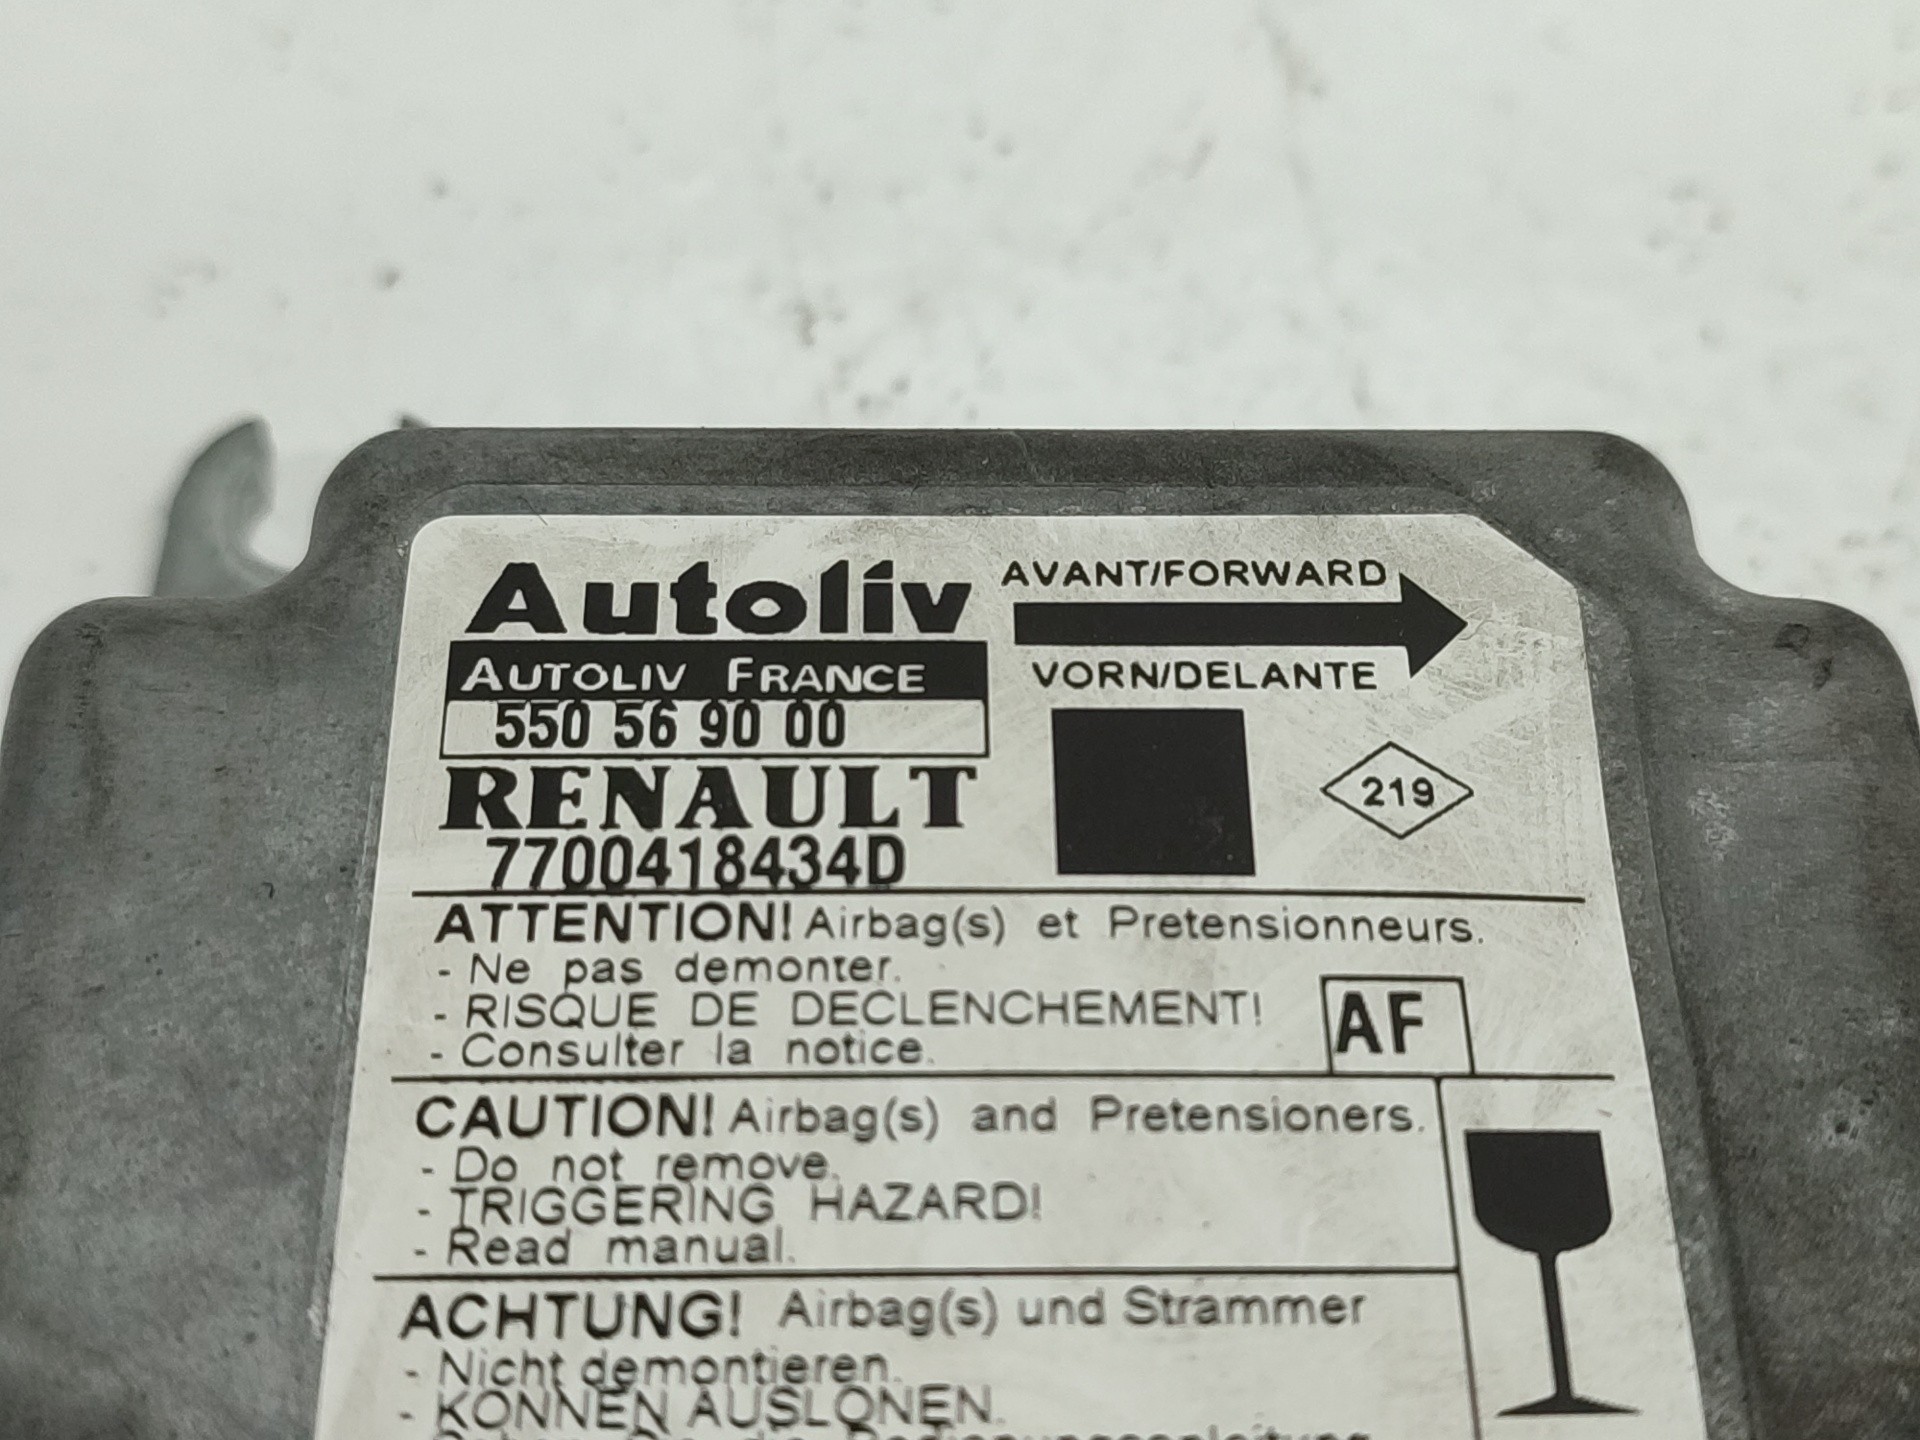 Autoliv
AVANT/FORWARD
AUTOLIV FRANCE
VORN/DELANTE
550 56 90 00
RENAULT
219
7700418434D
ATTENTION! Airbag(s) et Pretensionneurs.
- Ne pas demonter.
- RISQUE DE DECLENCHEMENT!
- Consulter la notice.
AF
CAUTION! Airbag(s) and Pretensioners.
- Do not remove.
- TRIGGERING HAZARD!
- Read manual.
ACHTUNG! Airbag(s) und Strammer
- Nicht demontieren.
- KONNEN AUSLONEN.